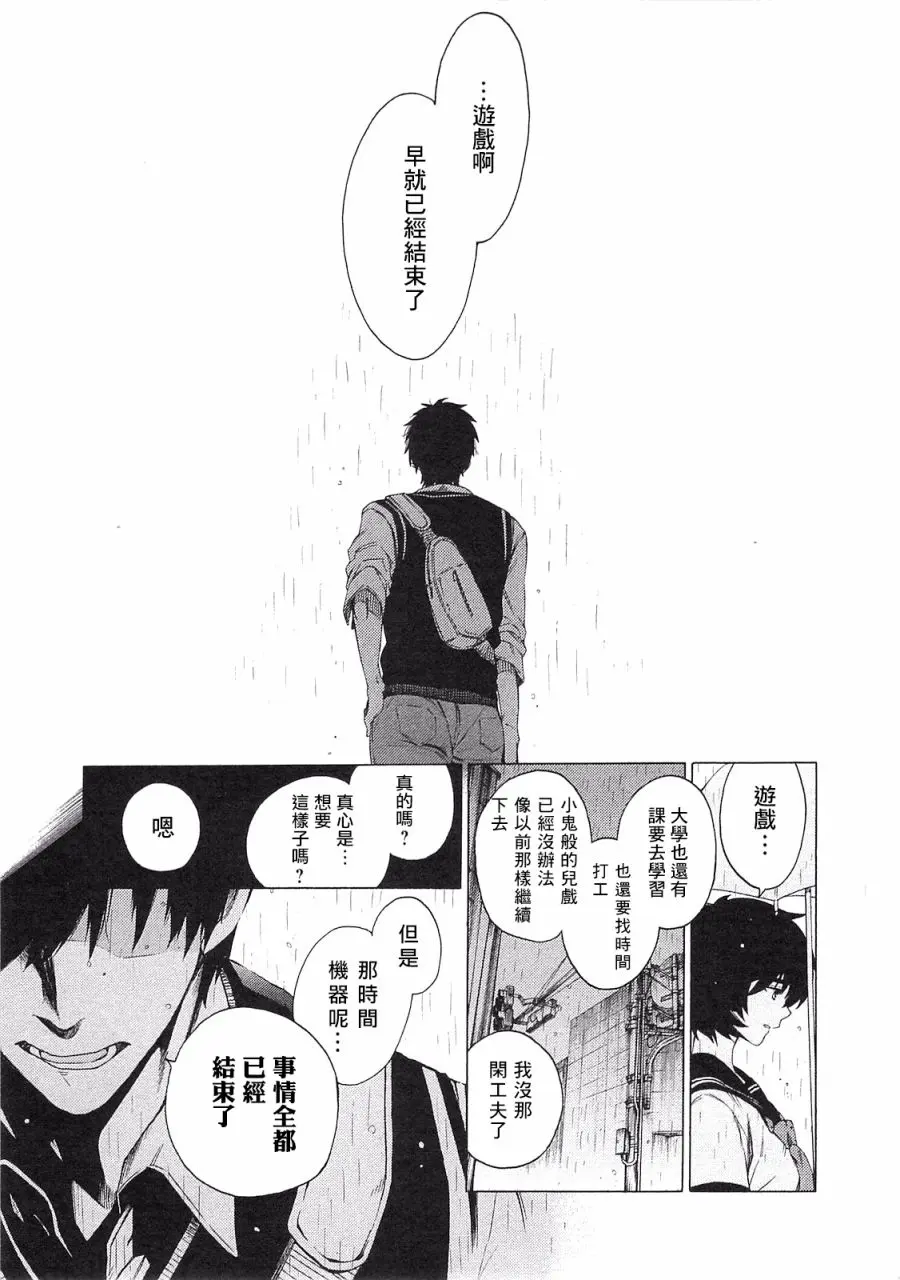 …遊戲啊
早就已經結束了
遊戲…
大學也還有
課要去學習
也還要找時間
打工
小鬼般的兒戲
已經沒辦法
像以前那樣繼續
下去
我沒那
閑工夫了
真的嗎?
真心是…
想要
這樣子嗎?
嗯
但是
那時間
機器呢…
事情全都
已經
結束了